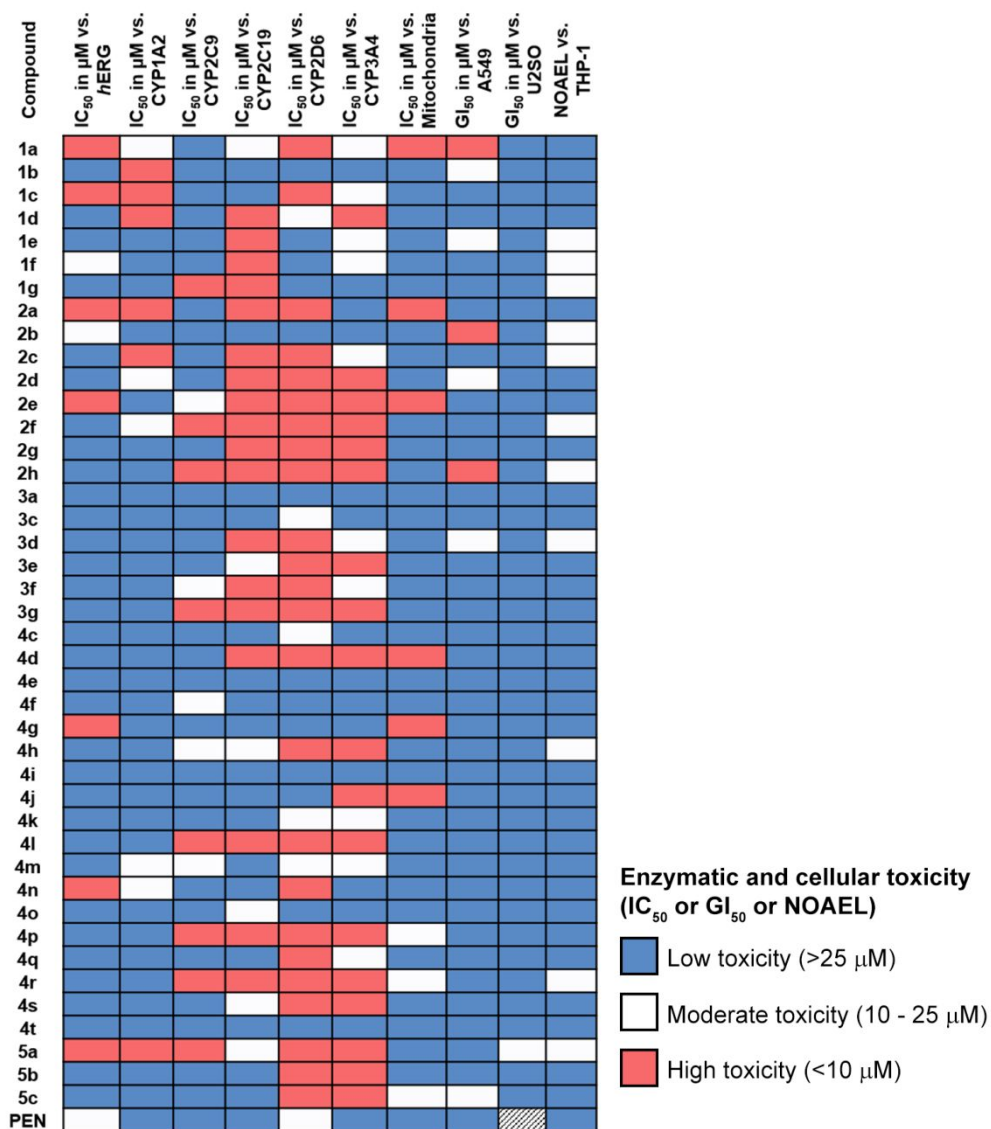 Compound
IC50 in μM vs.
hERG
IC50 in μM vs.
CYP1A2
IC50 in μM vs.
CYP2C9
IC50 in μM vs.
CYP2C19
IC50 in μM vs.
CYP2D6
IC50 in μM vs.
CYP3A4
IC50 in μM vs.
Mitochondria
GI50 in μM vs.
A549
GI50 in μM vs.
U2SO
NOAEL vs.
THP-1
1a
1b
1c
1d
1e
1f
1g
2a
2b
2c
2d
2e
2f
2g
2h
3a
3c
3d
3e
3f
3g
4c
4d
4e
4f
4g
4h
4i
4j
4k
4l
4m
4n
4o
4p
4q
4r
4s
4t
5a
5b
5c
PEN
Enzymatic and cellular toxicity
(IC50 or GI50 or NOAEL)
Low toxicity (>25 μM)
Moderate toxicity (10 - 25 μM)
High toxicity (<10 μM)